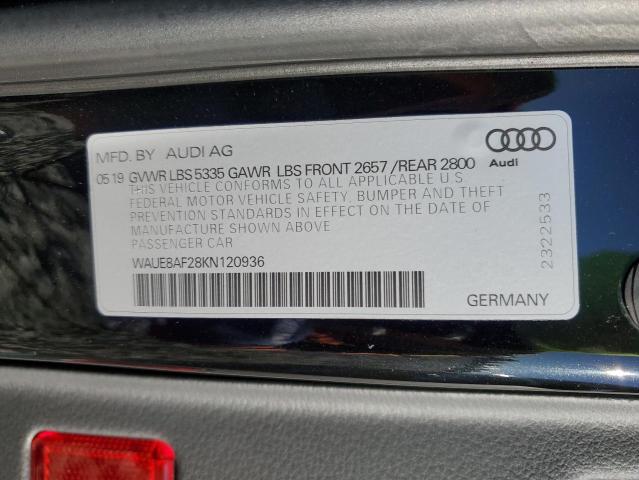 MFD. BY AUDI AG
05 19 GVWR LBS 5335 GAWR LBS FRONT 2657 /REAR 2800
Audi
THIS VEHICLE CONFORMS TO ALL APPLICABLE U.S.
FEDERAL MOTOR VEHICLE SAFETY, BUMPER AND THEFT
PREVENTION STANDARDS IN EFFECT ON THE DATE OF
MANUFACTURE SHOWN ABOVE
PASSENGER CAR
WAUE8AF28KN120936
GERMANY
2322533